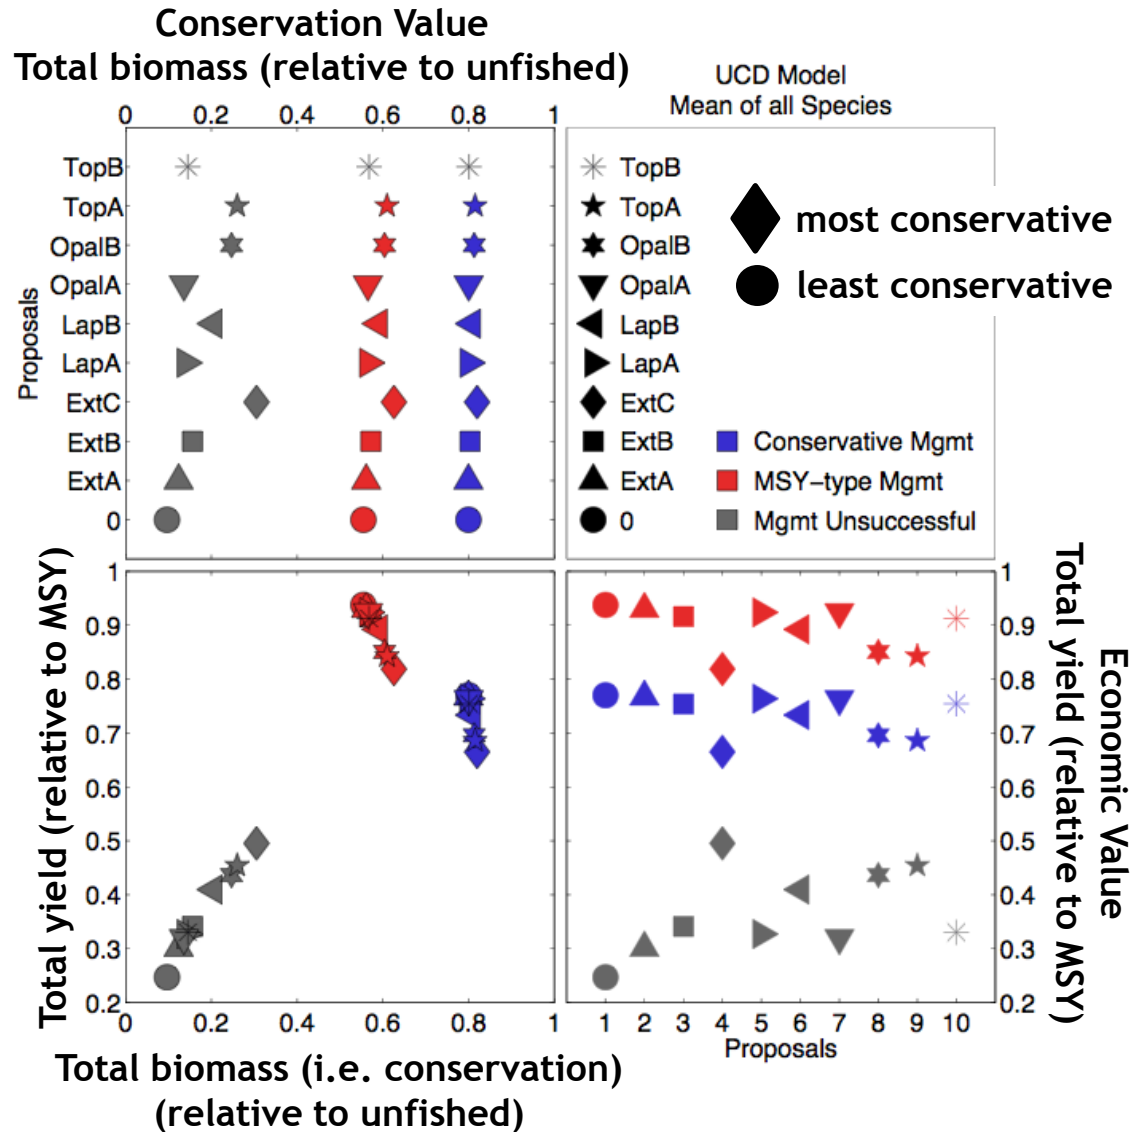 Conservation Value
Total biomass (relative to unfished)
0 0.2 0.4 0.6 0.8 1
UCD Model
Mean of all Species
Proposals
TopB
TopA
OpalB
OpalA
LapB
LapA
ExtC
ExtB
ExtA
0
TopB
TopA
OpalB
OpalA
LapB
LapA
ExtC
ExtB
ExtA
0
most conservative
least conservative
Conservative Mgmt
MSY-type Mgmt
Mgmt Unsuccessful
Total yield (relative to MSY)
1
0.9
0.8
0.7
0.6
0.5
0.4
0.3
0.2
0 0.2 0.4 0.6 0.8 1
Total biomass (i.e. conservation)
(relative to unfished)
1 2 3 4 5 6 7 8 9 10
Proposals
1
0.9
0.8
0.7
0.6
0.5
0.4
0.3
0.2
Economic Value
Total yield (relative to MSY)